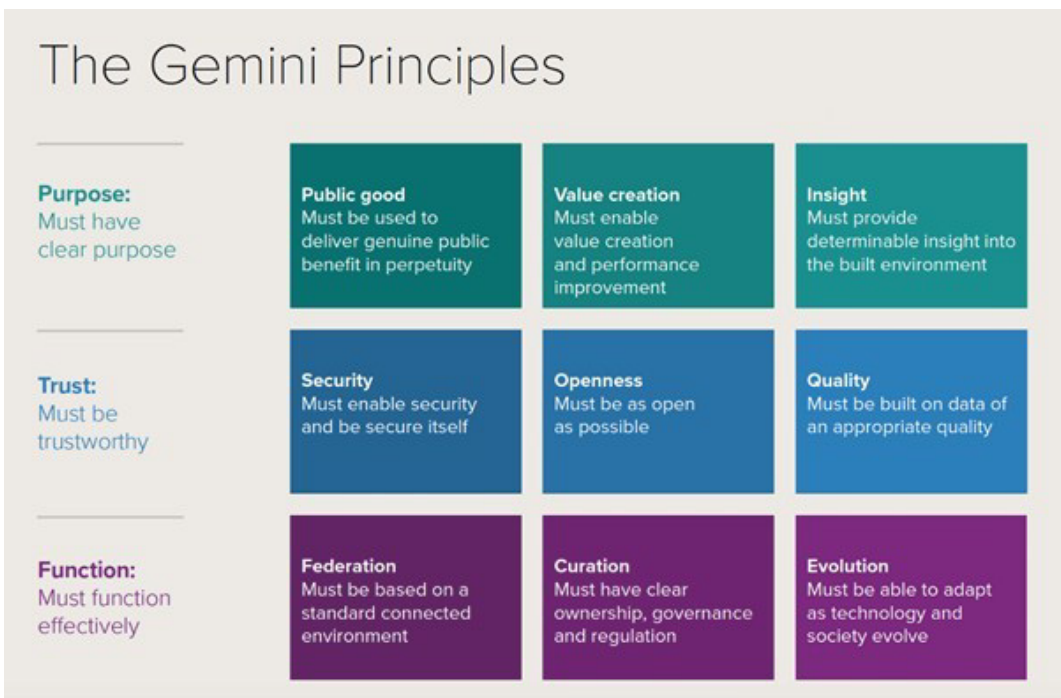 The Gemini Principles
Purpose:
Must have
clear purpose
Public good
Must be used to
deliver genuine public
benefit in perpetuity
Value creation
Must enable
value creation
and performance
improvement
Insight
Must provide
determinable insight into
the built environment
Trust:
Must be
trustworthy
Security
Must enable security
and be secure itself
Openness
Must be as open
as possible
Quality
Must be built on data of
an appropriate quality
Function:
Must function
effectively
Federation
Must be based on a
standard connected
environment
Curation
Must have clear
ownership, governance
and regulation
Evolution
Must be able to adapt
as technology and
society evolve